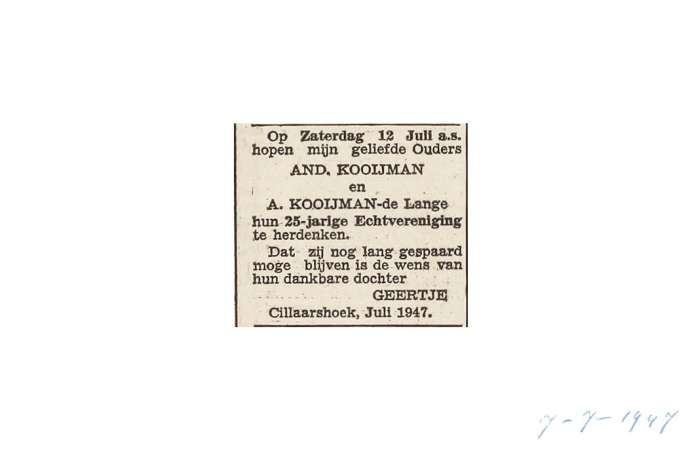 Op Zaterdag 12 Juli a.s.
hopen mijn geliefde Ouders
AND. KOOIJMAN
en
A. KOOIJMAN-de Lange
hun 25-jarige Echtvereniging
te herdenken.
Dat zij nog lang gespaard
moge blijven is de wens van
hun dankbare dochter
GEERTJE
Cillaarshoek, Juli 1947.
7-7-1947